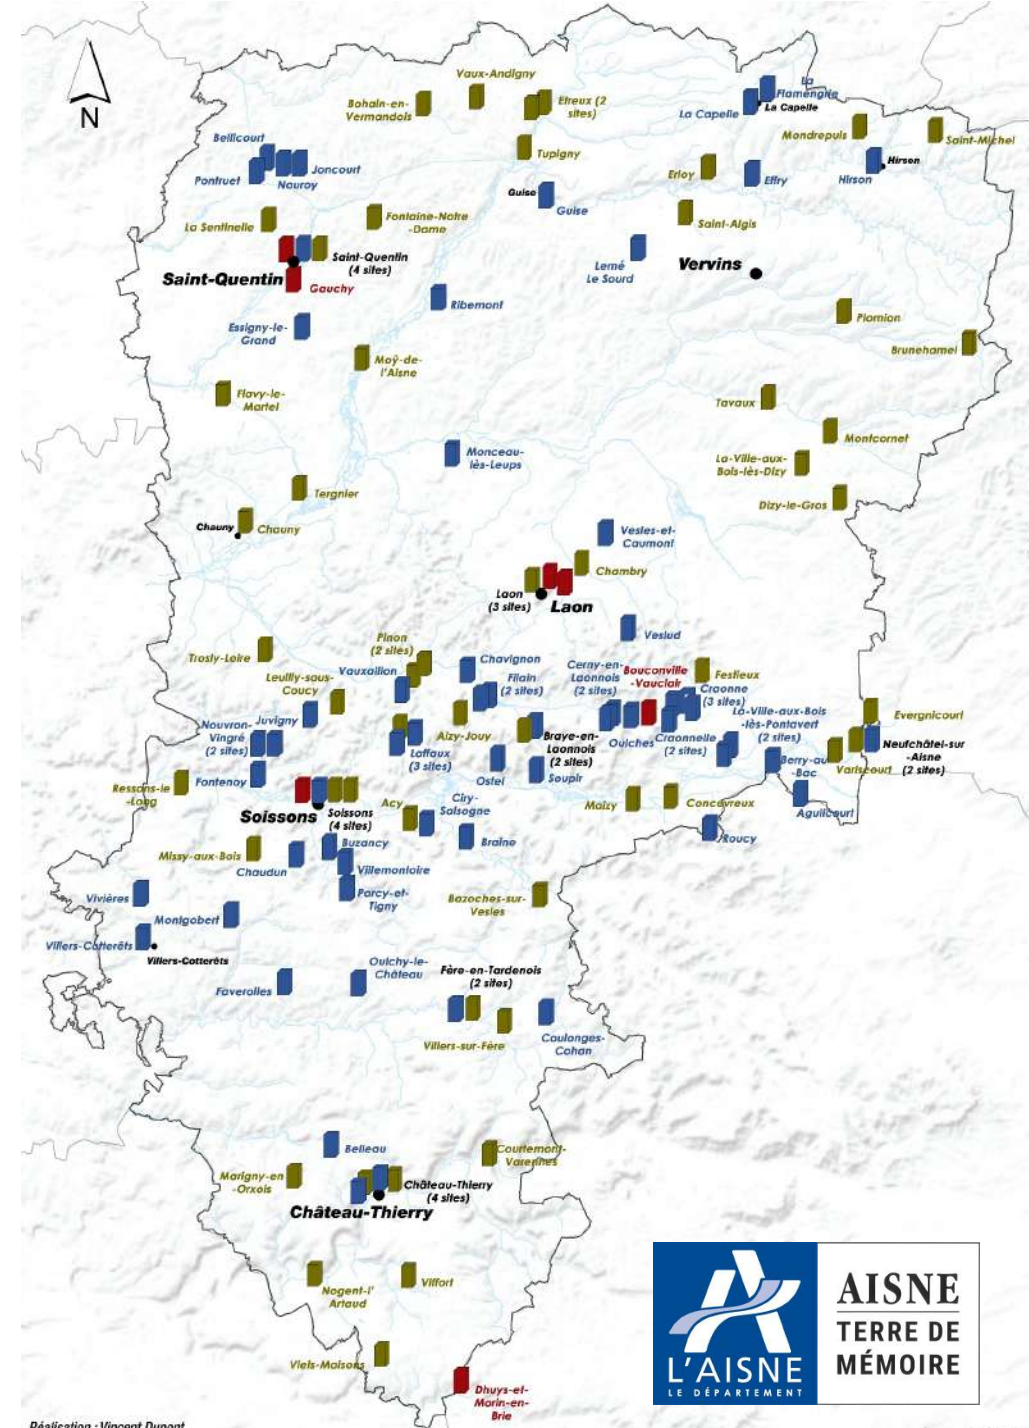 N
Vaux-Andigny
Bohain-en-
Vermandois
Etreux (2
sites)
La
Flamengrie
La Capelle
La Capelle
Mondrepuis
Saint-Michel
Bellicourt
Joncourt
Pontruet
Nauroy
Tupigny
Erloy
Effry
Hirson
Hirson
Guise
Guise
La Sentinelle
Fontaine-Notre
-Dame
Saint-Algis
Saint-Quentin
(4 sites)
Saint-Quentin
Gauchy
Lemé
Le Sourd
Vervins
Ribemont
Essigny-le-
Grand
Plomion
Brunehamel
Moÿ-de-
l'Aisne
Flavy-le-
Martel
Tavaux
Montcornet
Monceau-
lès-Leups
La-Ville-aux-
Bois-lès-Dizy
Tergnier
Dizy-le-Gros
Chauny
Chauny
Vesles-et-
Caumont
Chambry
Laon
(3 sites)
Laon
Veslud
Pinon
(2 sites)
Trosly-Loire
Vauxaillon
Leuilly-sous-
Coucy
Chavignon
Filain
(2 sites)
Cerny-en-
Laonnois
(2 sites)
Bouconville
-Vauclair
Festieux
Craonne
(3 sites)
La-Ville-aux-Bois
-lès-Pontavert
(2 sites)
Evergnicourt
Nouvron-
Vingré
(2 sites)
Juvigny
Aizy-Jouy
Laffaux
(3 sites)
Braye-en-
Laonnois
(2 sites)
Oulches
Craonnelle
(2 sites)
Neufchâtel-sur
-Aisne
(2 sites)
Variscourt
Berry-au
-Bac
Fontenoy
Ostel
Soupir
Ressons-le
-Long
Soissons
Soissons
(4 sites)
Acy
Ciry-
Salsogne
Maizy
Concevreux
Aguilcourt
Roucy
Braine
Buzancy
Missy-aux-Bois
Chaudun
Villemontoire
Parcy-et-
Tigny
Vivières
Montgobert
Bazoches-sur-
Vesles
Villers-Cotterêts
Villers-Cotterêts
Oulchy-le-
Château
Faverolles
Fère-en-Tardenois
(2 sites)
Villers-sur-Fère
Coulonges-
Cohan
Belleau
Courtemont-
Varennes
Marigny-en
-Orxois
Château-Thierry
(4 sites)
Château-Thierry
Nogent-l'
Artaud
Viffort
Viels-Maisons
Dhuys-et-
Morin-en-
Brie
L'AISNE
LE DÉPARTEMENT
AISNE
TERRE DE
MÉMOIRE
Réalisation : Vincent Dupont